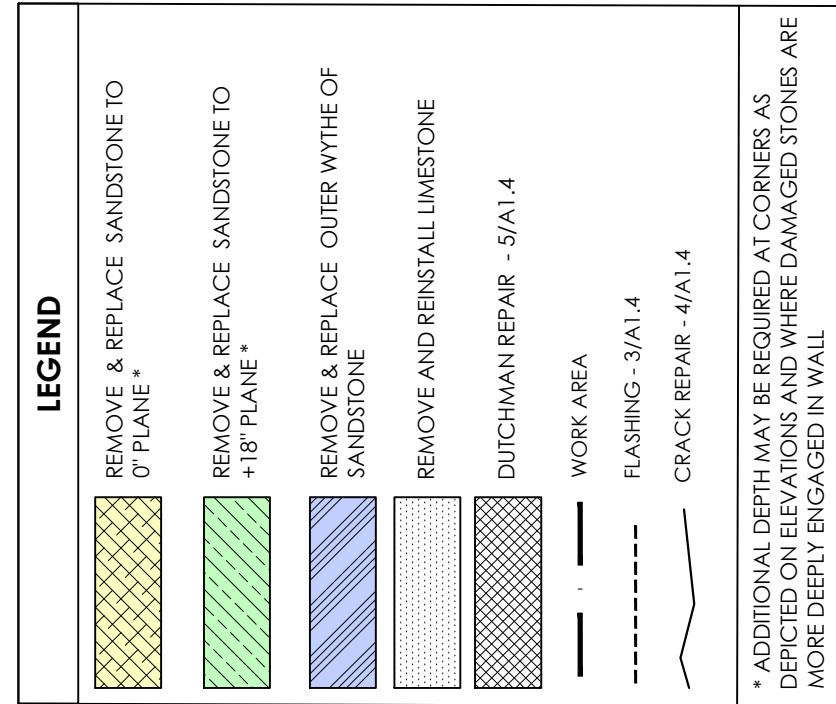 LEGEND
REMOVE & REPLACE SANDSTONE TO
0" PLANE *
REMOVE & REPLACE SANDSTONE TO
+18" PLANE *
REMOVE & REPLACE OUTER WYTHE OF
SANDSTONE
REMOVE AND REINSTALL LIMESTONE
DUTCHMAN REPAIR - 5/A1.4
WORK AREA
FLASHING - 3/A1.4
CRACK REPAIR - 4/A1.4
* ADDITIONAL DEPTH MAY BE REQUIRED AT CORNERS AS
DEPICTED ON ELEVATIONS AND WHERE DAMAGED STONES ARE
MORE DEEPLY ENGAGED IN WALL